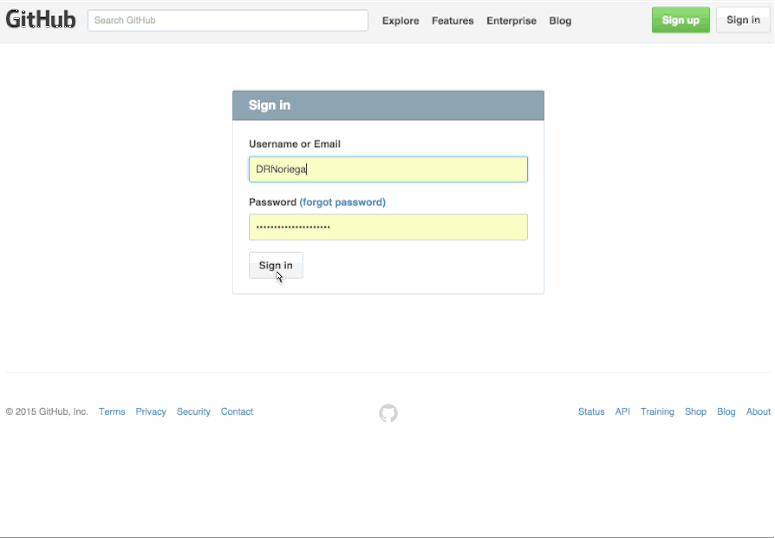 GitHub Search GitHub Explore Features Enterprise Blog Sign up Sign in
Sign in
Username or Email
DRNoriega
Password (forgot password)
Sign in
© 2015 GitHub, Inc. Terms Privacy Security Contact Status API Training Shop Blog About